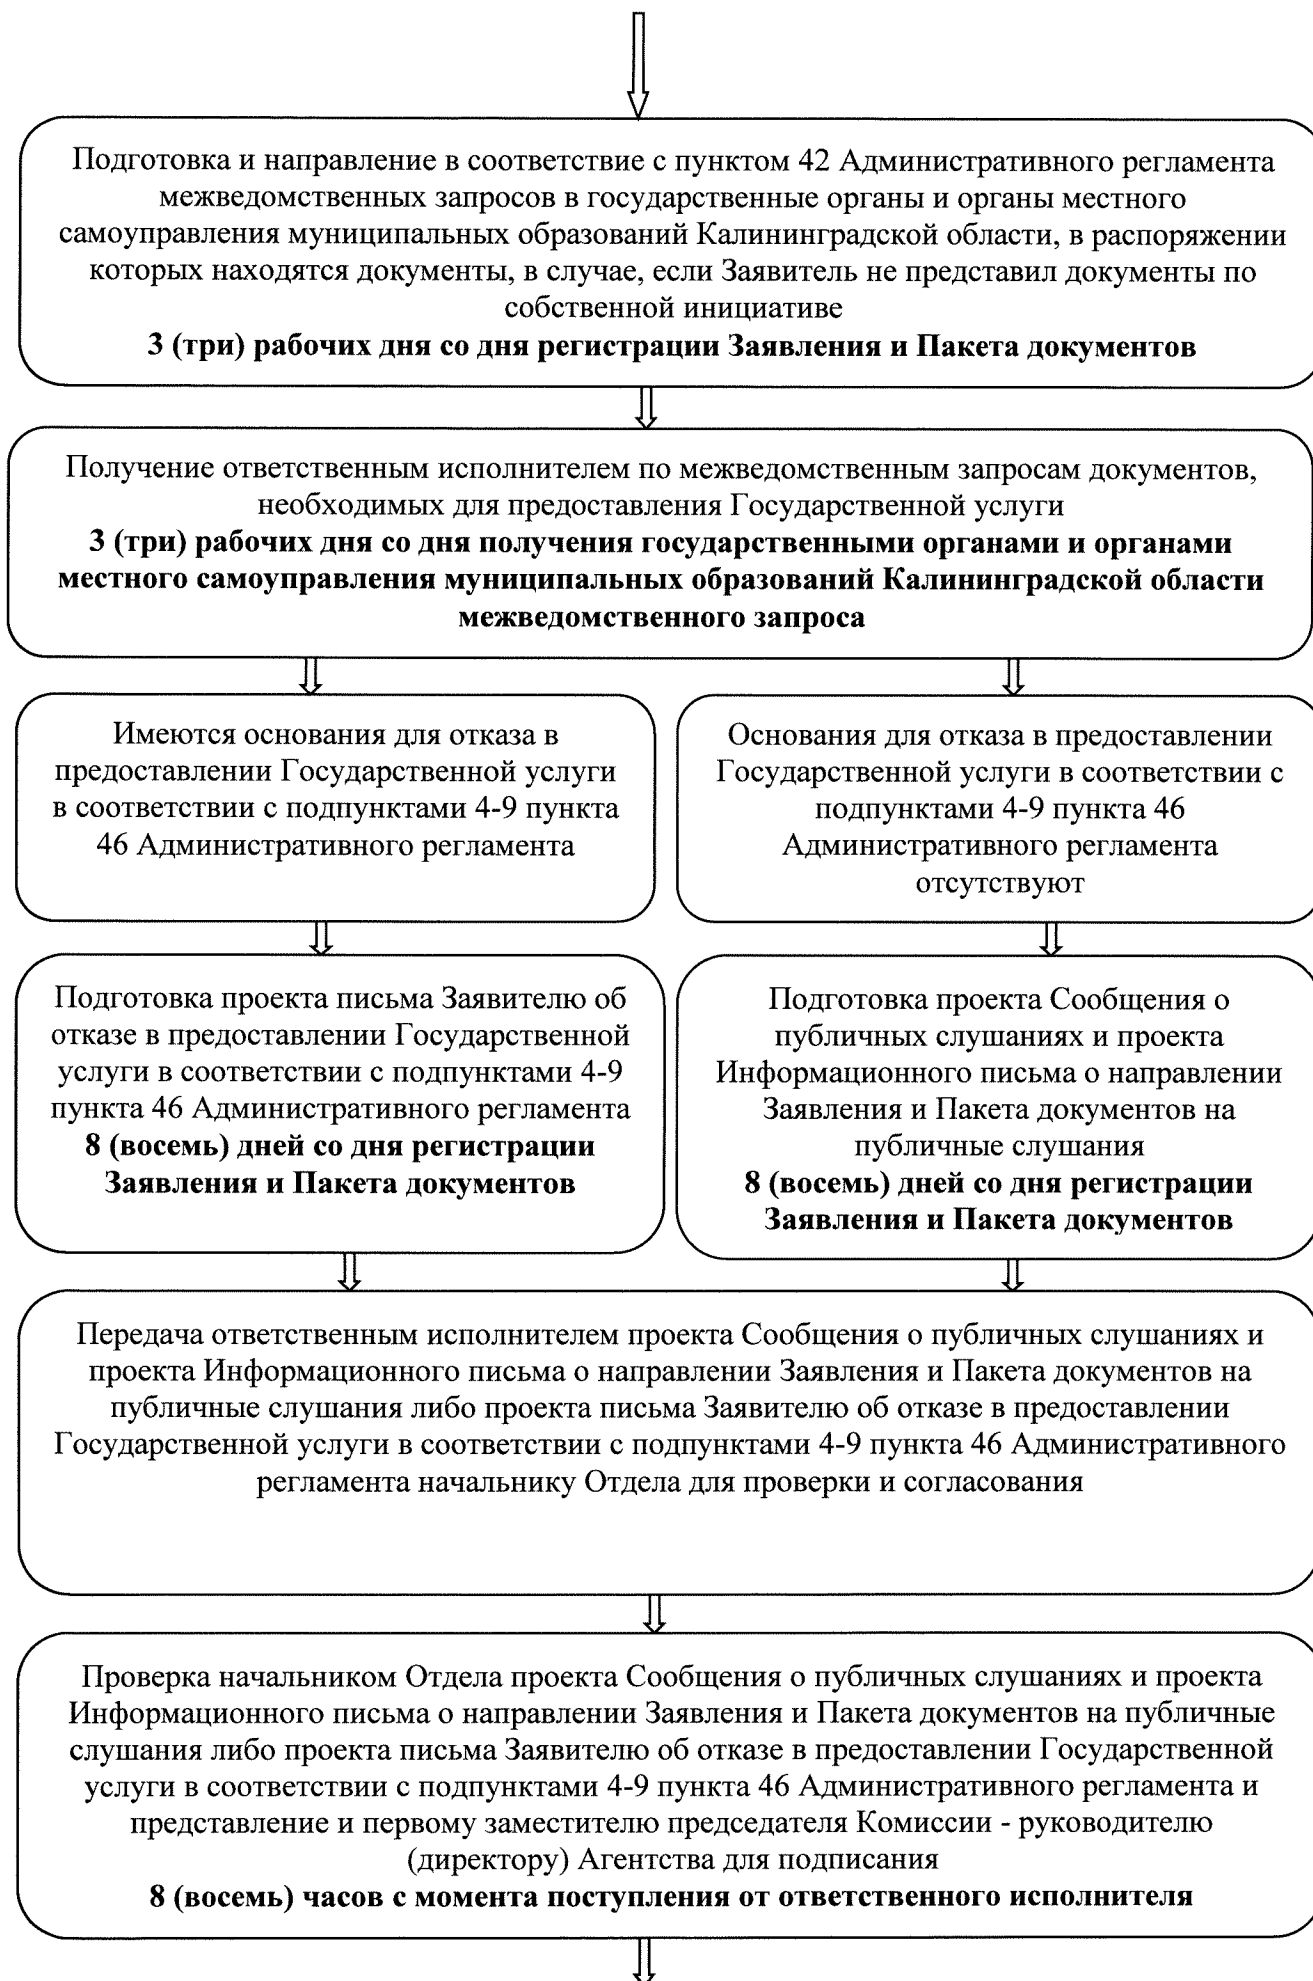 Подготовка и направление в соответствие с пунктом 42 Административного регламента
межведомственных запросов в государственные органы и органы местного
самоуправления муниципальных образований Калининградской области, в распоряжении
которых находятся документы, в случае, если Заявитель не представил документы по
собственной инициативе
3 (три) рабочих дня со дня регистрации Заявления и Пакета документов
Получение ответственным исполнителем по межведомственным запросам документов,
необходимых для предоставления Государственной услуги
3 (три) рабочих дня со дня получения государственными органами и органами
местного самоуправления муниципальных образований Калининградской области
межведомственного запроса
Имеются основания для отказа в
предоставлении Государственной услуги
в соответствии с подпунктами 4-9 пункта
46 Административного регламента
Основания для отказа в предоставлении
Государственной услуги в соответствии с
подпунктами 4-9 пункта 46
Административного регламента
отсутствуют
Подготовка проекта письма Заявителю об
отказе в предоставлении Государственной
услуги в соответствии с подпунктами 4-9
пункта 46 Административного регламента
8 (восемь) дней со дня регистрации
Заявления и Пакета документов
Подготовка проекта Сообщения о
публичных слушаниях и проекта
Информационного письма о направлении
Заявления и Пакета документов на
публичные слушания
8 (восемь) дней со дня регистрации
Заявления и Пакета документов
Передача ответственным исполнителем проекта Сообщения о публичных слушаниях и
проекта Информационного письма о направлении Заявления и Пакета документов на
публичные слушания либо проекта письма Заявителю об отказе в предоставлении
Государственной услуги в соответствии с подпунктами 4-9 пункта 46 Административного
регламента начальнику Отдела для проверки и согласования
Проверка начальником Отдела проекта Сообщения о публичных слушаниях и проекта
Информационного письма о направлении Заявления и Пакета документов на публичные
слушания либо проекта письма Заявителю об отказе в предоставлении Государственной
услуги в соответствии с подпунктами 4-9 пункта 46 Административного регламента и
представление и первому заместителю председателя Комиссии - руководителю
(директору) Агентства для подписания
8 (восемь) часов с момента поступления от ответственного исполнителя